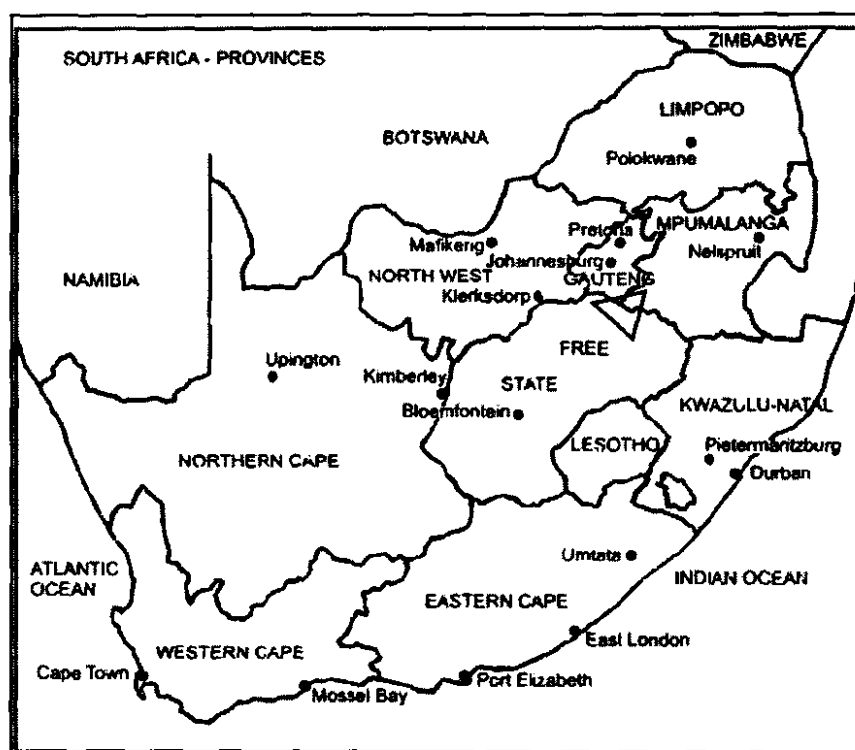 ZIMBABWE
SOUTH AFRICA - PROVINCES
LIMPOPO
BOTSWANA
Polokwane
MPUMALANGA
Pretoria
Mafikeng
Nelspruit
Johannesburg
NAMIBIA
NORTH WEST
GAUTENG
Klerksdorp
FREE
Upington
Kimberley
STATE
Bloemfontein
KWAZULU-NATAL
LESOTHO
Pietermaritzburg
NORTHERN CAPE
Durban
Umtata
ATLANTIC
OCEAN
INDIAN OCEAN
EASTERN CAPE
East London
WESTERN CAPE
Cape Town
Port Elizabeth
Mossel Bay